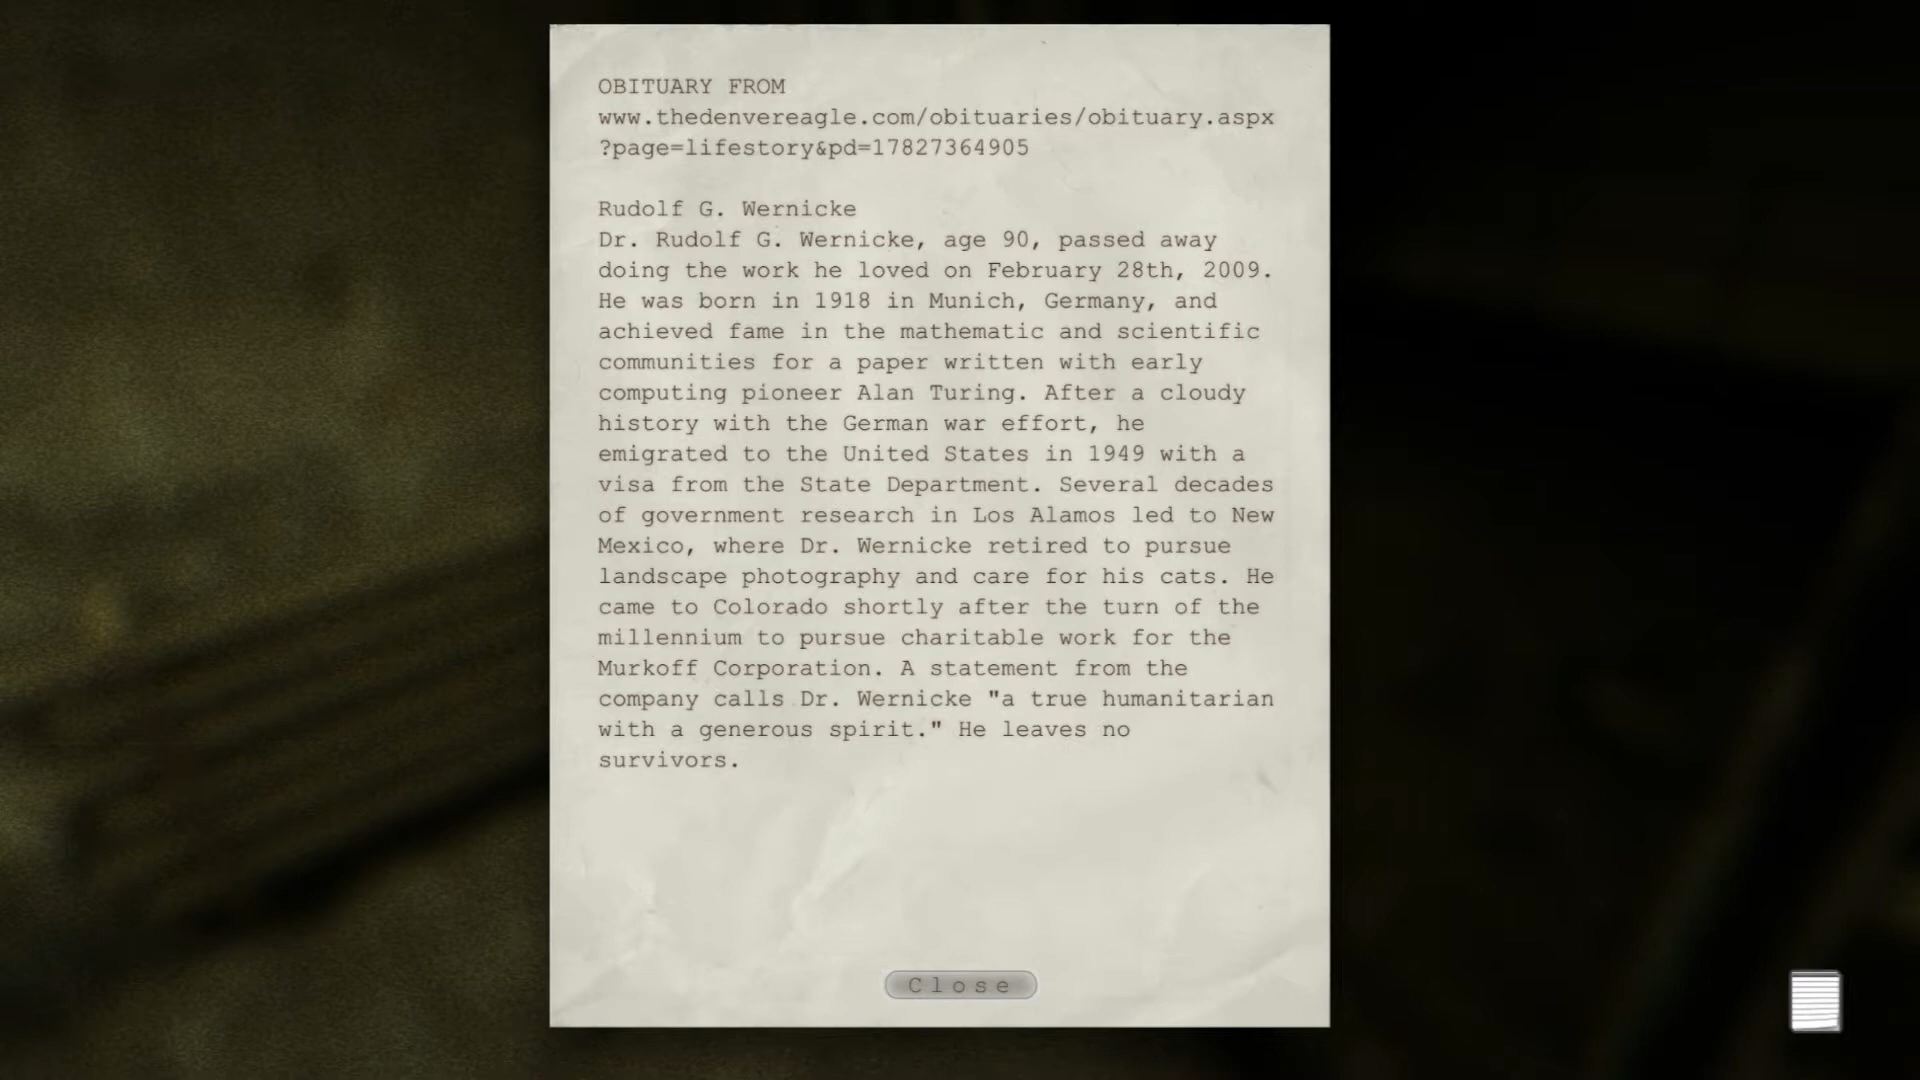 OBITUARY FROM
www.thedenvereagle.com/obituaries/obituary.aspx
?page=lifestory&pd=17827364905
Rudolf G. Wernicke
Dr. Rudolf G. Wernicke, age 90, passed away
doing the work he loved on February 28th, 2009.
He was born in 1918 in Munich, Germany, and
achieved fame in the mathematic and scientific
communities for a paper written with early
computing pioneer Alan Turing. After a cloudy
history with the German war effort, he
emigrated to the United States in 1949 with a
visa from the State Department. Several decades
of government research in Los Alamos led to New
Mexico, where Dr. Wernicke retired to pursue
landscape photography and care for his cats. He
came to Colorado shortly after the turn of the
millennium to pursue charitable work for the
Murkoff Corporation. A statement from the
company calls Dr. Wernicke "a true humanitarian
with a generous spirit." He leaves no
survivors.
Close